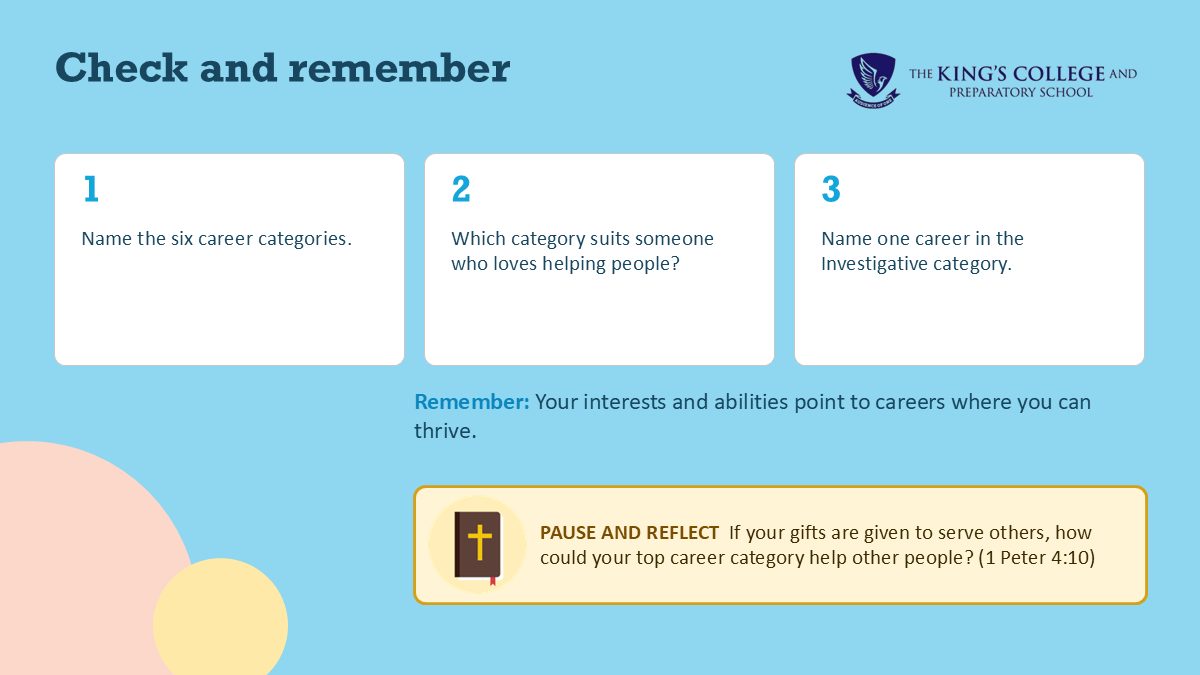 Check and remember
THE KING'S COLLEGE AND
PREPARATORY SCHOOL
AUDIENCE OF ONE
1
Name the six career categories.
2
Which category suits someone
who loves helping people?
3
Name one career in the
Investigative category.
Remember: Your interests and abilities point to careers where you can
thrive.
PAUSE AND REFLECT If your gifts are given to serve others, how
could your top career category help other people? (1 Peter 4:10)